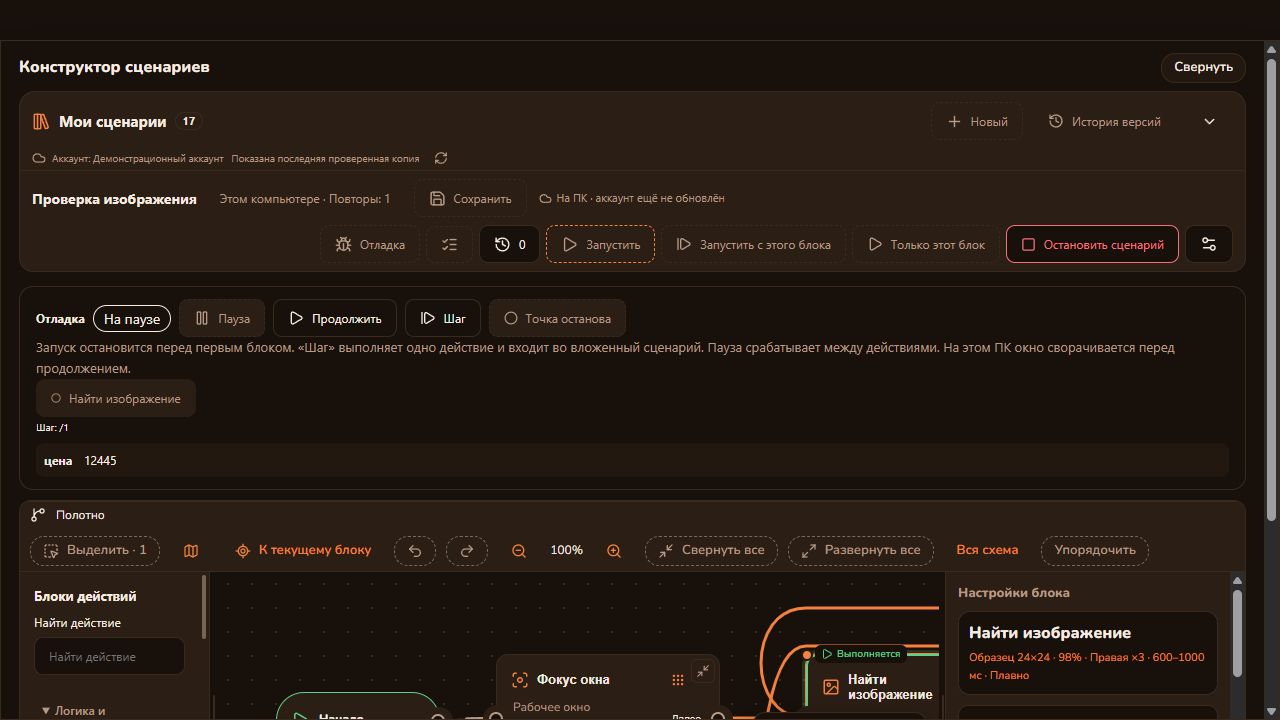 Конструктор сценариев
Свернуть
Мои сценарии 17
Новый
История версий
Аккаунт: Демонстрационный аккаунт Показана последняя проверенная копия
Проверка изображения
Этом компьютере · Повторы: 1
Сохранить
На ПК · аккаунт ещё не обновлён
Отладка
0
Запустить
Запустить с этого блока
Только этот блок
Остановить сценарий
Отладка
На паузе
Пауза
Продолжить
Шаг
Точка останова
Запуск остановится перед первым блоком. «Шаг» выполняет одно действие и входит во вложенный сценарий. Пауза срабатывает между действиями. На этом ПК окно сворачивается перед
продолжением.
Найти изображение
Шаг: /1
цена 12445
Полотно
Выделить · 1
К текущему блоку
100%
Свернуть все
Развернуть все
Вся схема
Упорядочить
Блоки действий
Найти действие
Найти действие
Логика и
Начало
Фокус окна
Рабочее окно
Далее
Выполняется
Найти
изображение
Настройки блока
Найти изображение
Образец 24×24 · 98% · Правая ×3 · 600–1000
мс · Плавно